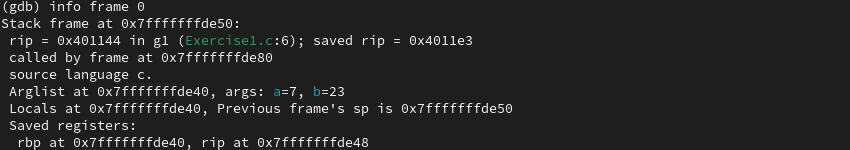 (gdb) info frame 0
Stack frame at 0x7fffffffde50:
 rip = 0x401144 in g1 (Exercise1.c:6); saved rip = 0x4011e3
 called by frame at 0x7fffffffde80
 source language c.
 Arglist at 0x7fffffffde40, args: a=7, b=23
 Locals at 0x7fffffffde40, Previous frame's sp is 0x7fffffffde50
 Saved registers:
  rbp at 0x7fffffffde40, rip at 0x7fffffffde48